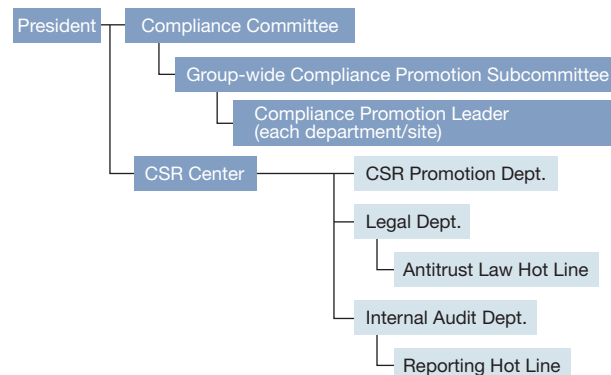 President
Compliance Committee
Group-wide Compliance Promotion Subcommittee
Compliance Promotion Leader
(each department/site)
CSR Center
CSR Promotion Dept.
Legal Dept.
Antitrust Law Hot Line
Internal Audit Dept.
Reporting Hot Line